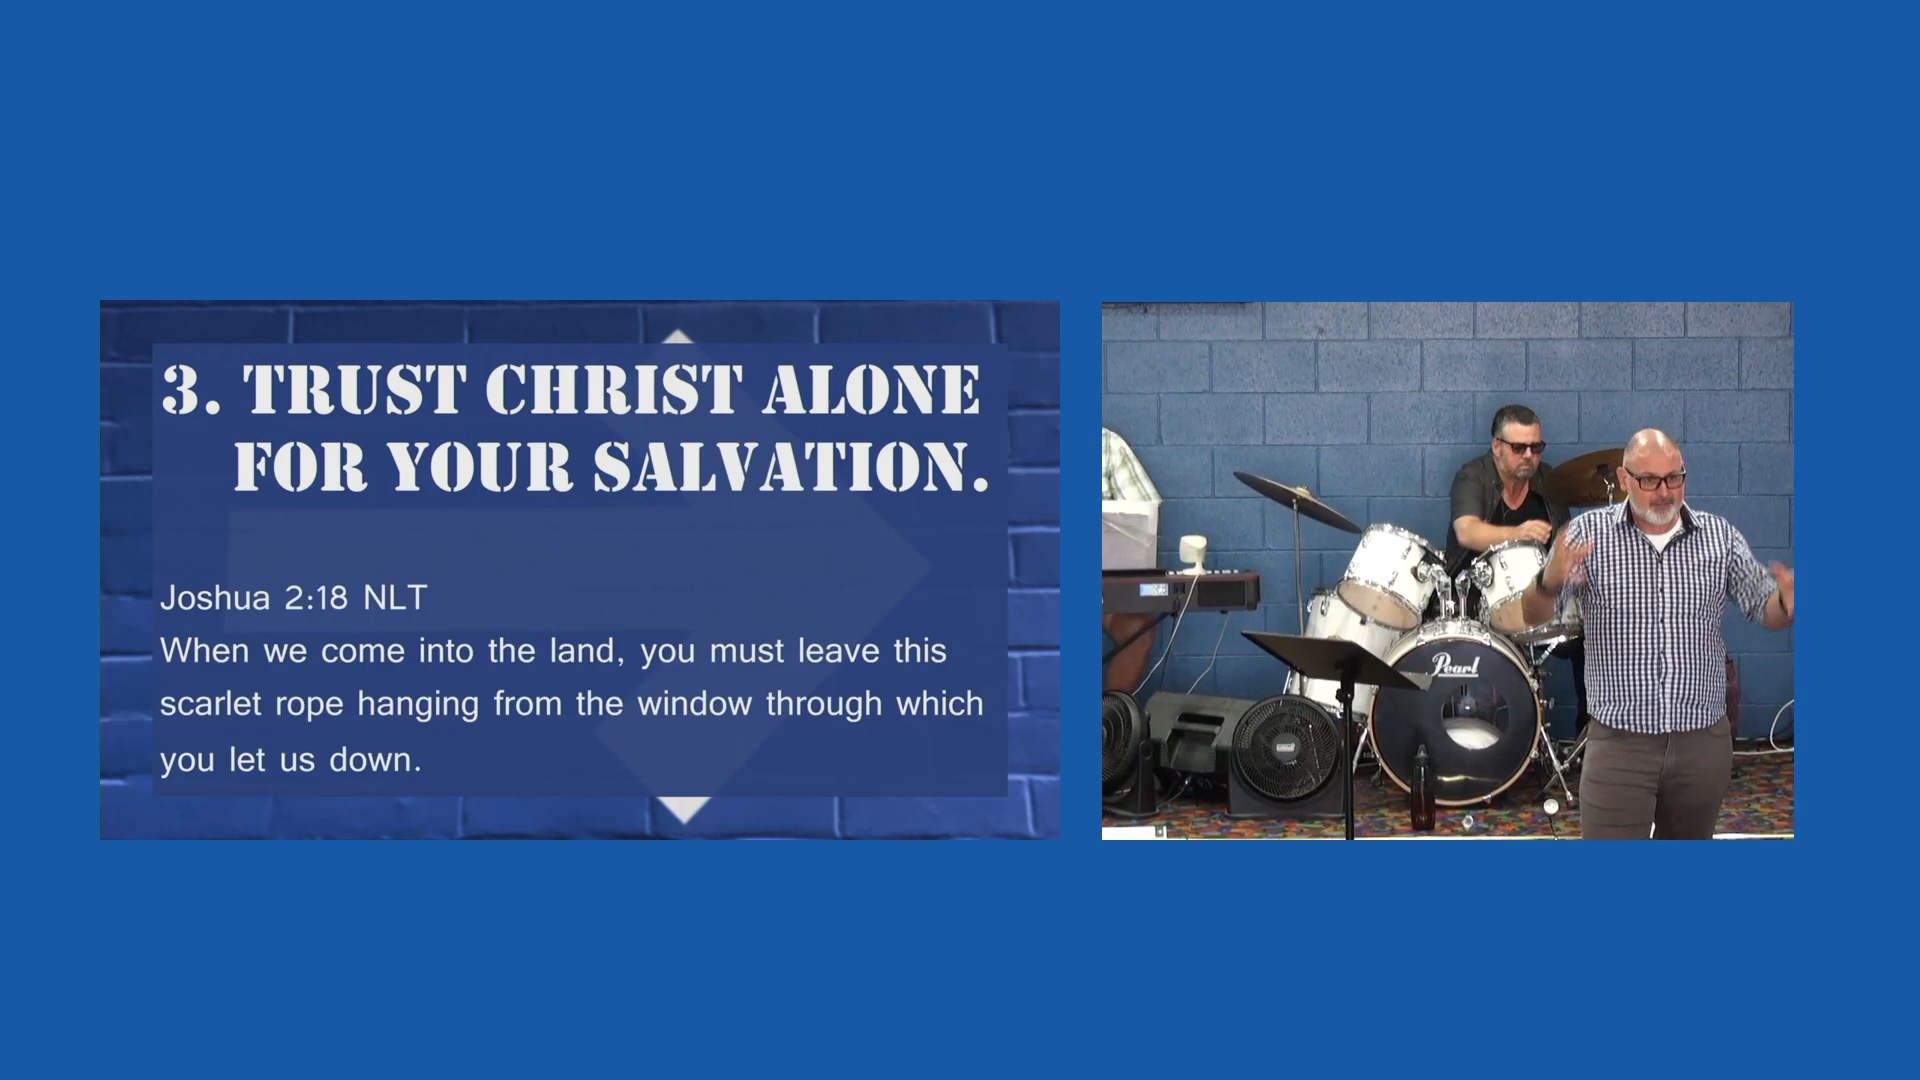 3. TRUST CHRIST ALONE
FOR YOUR SALVATION.
Joshua 2:18 NLT
When we come into the land, you must leave this
scarlet rope hanging from the window through which
you let us down.
Pearl